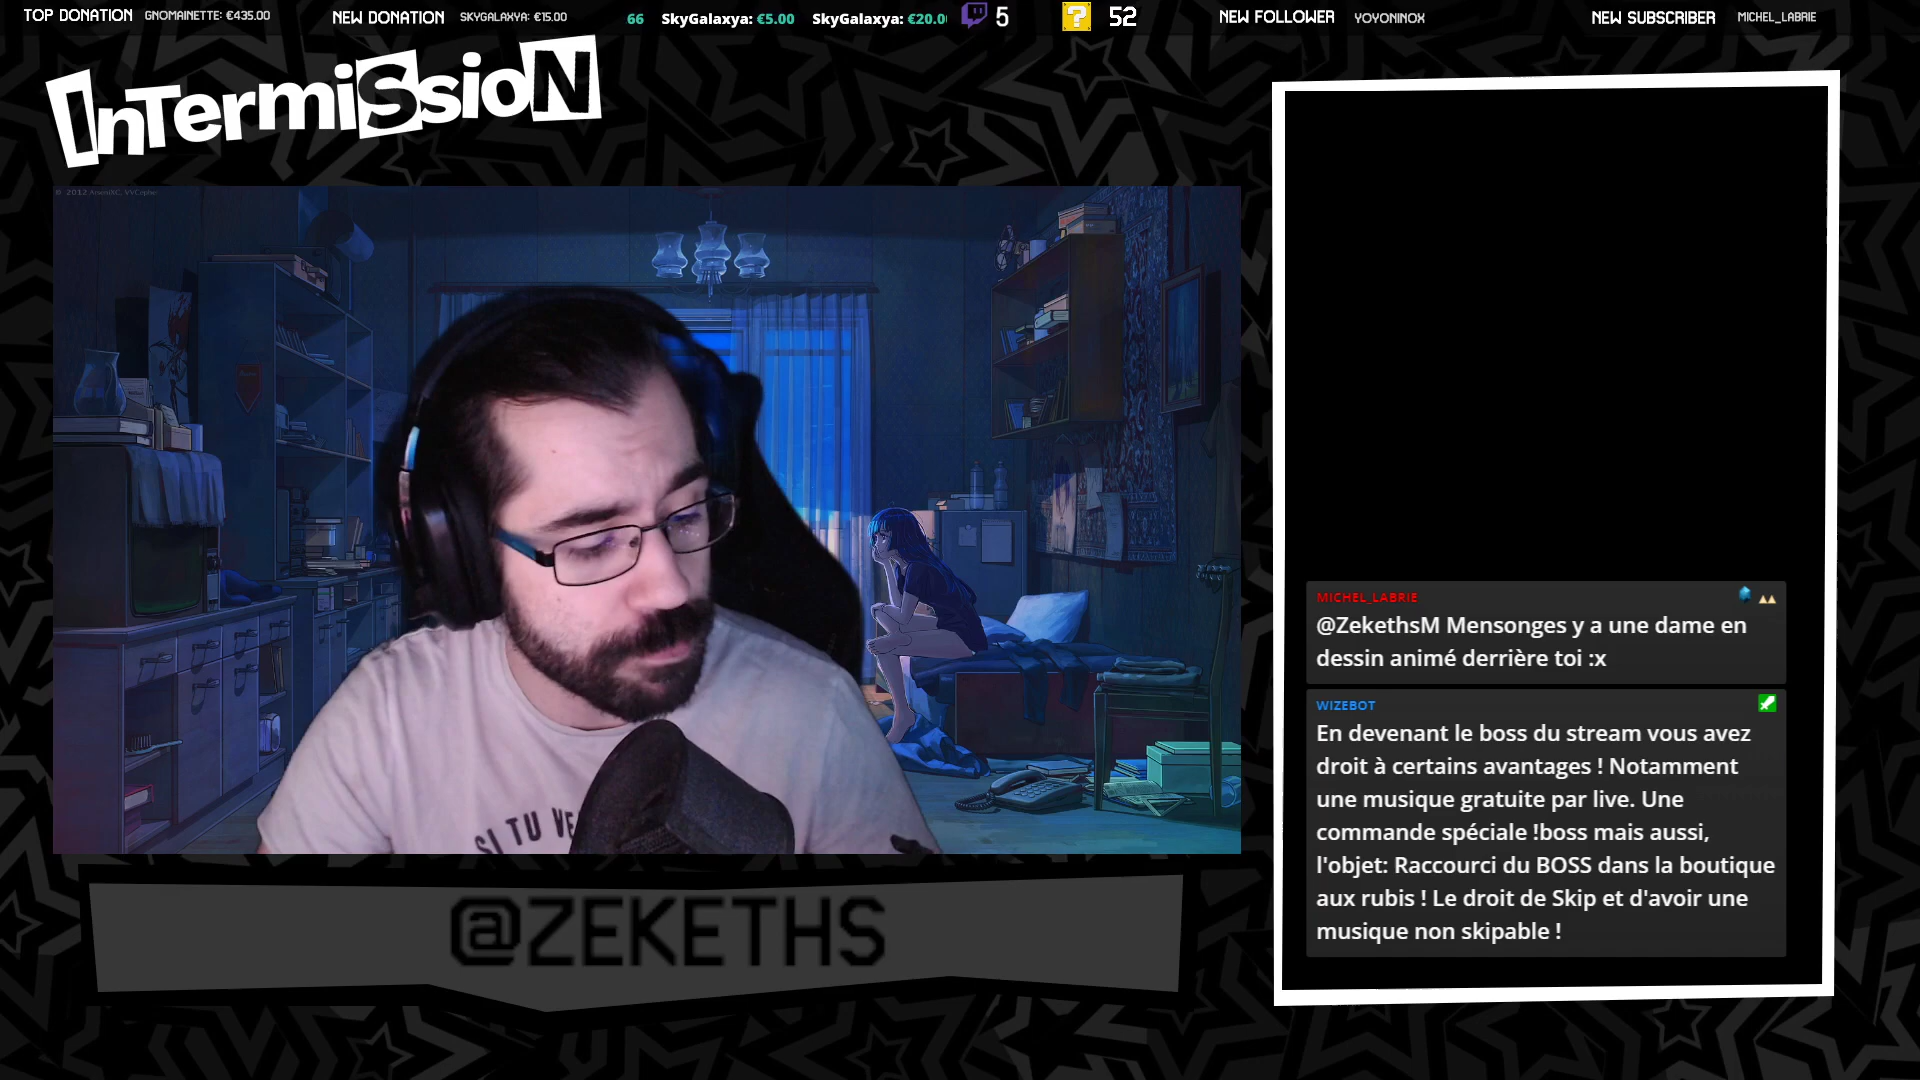 TOP DONATION GNOMAINETTE: €435.00 NEW DONATION SKYGALAXYA: €15.00 66 SkyGalaxya: €5.00 SkyGalaxya: €20.0 5 52 NEW FOLLOWER YOYONINOX NEW SUBSCRIBER MICHEL_LABRIE
IntermiSsioN
MICHEL_LABRIE
@ZekethsM Mensonges y a une dame en
dessin animé derrière toi :x
WIZEBOT
En devenant le boss du stream vous avez
droit à certains avantages ! Notamment
une musique gratuite par live. Une
commande spéciale !boss mais aussi,
l'objet: Raccourci du BOSS dans la boutique
aux rubis ! Le droit de Skip et d'avoir une
musique non skipable !
SI TU
@ZEKETHS